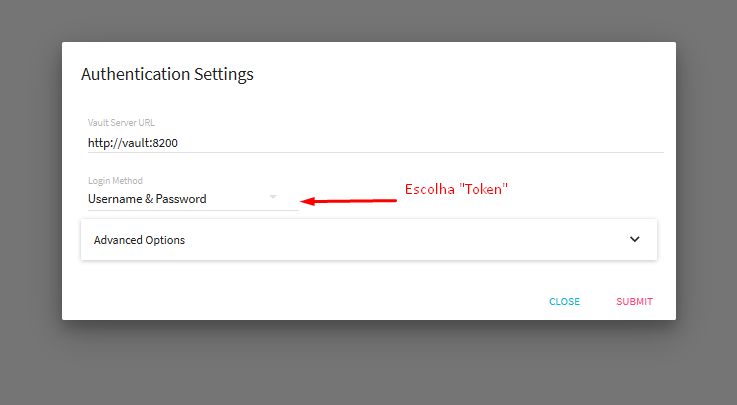 Authentication Settings
Vault Server URL
http://vault:8200
Login Method
Username & Password
Escolha "Token"
Advanced Options
CLOSE
SUBMIT